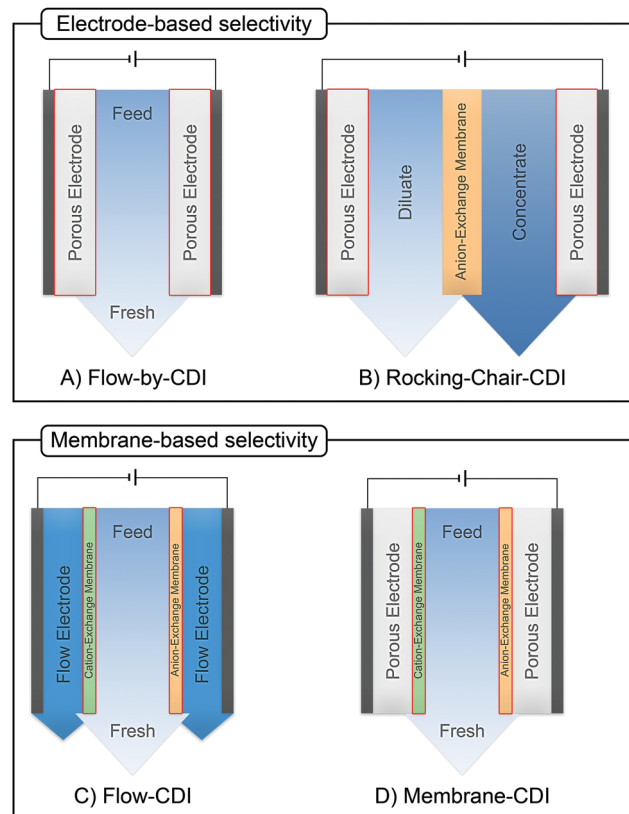 Electrode-based selectivity
Porous Electrode
Feed
Fresh
Porous Electrode
A) Flow-by-CDI
Porous Electrode
Diluate
Anion-Exchange Membrane
Concentrate
Porous Electrode
B) Rocking-Chair-CDI
Membrane-based selectivity
Flow Electrode
Cation-Exchange Membrane
Feed
Fresh
Anion-Exchange Membrane
Flow Electrode
C) Flow-CDI
Porous Electrode
Cation-Exchange Membrane
Feed
Fresh
Anion-Exchange Membrane
Porous Electrode
D) Membrane-CDI